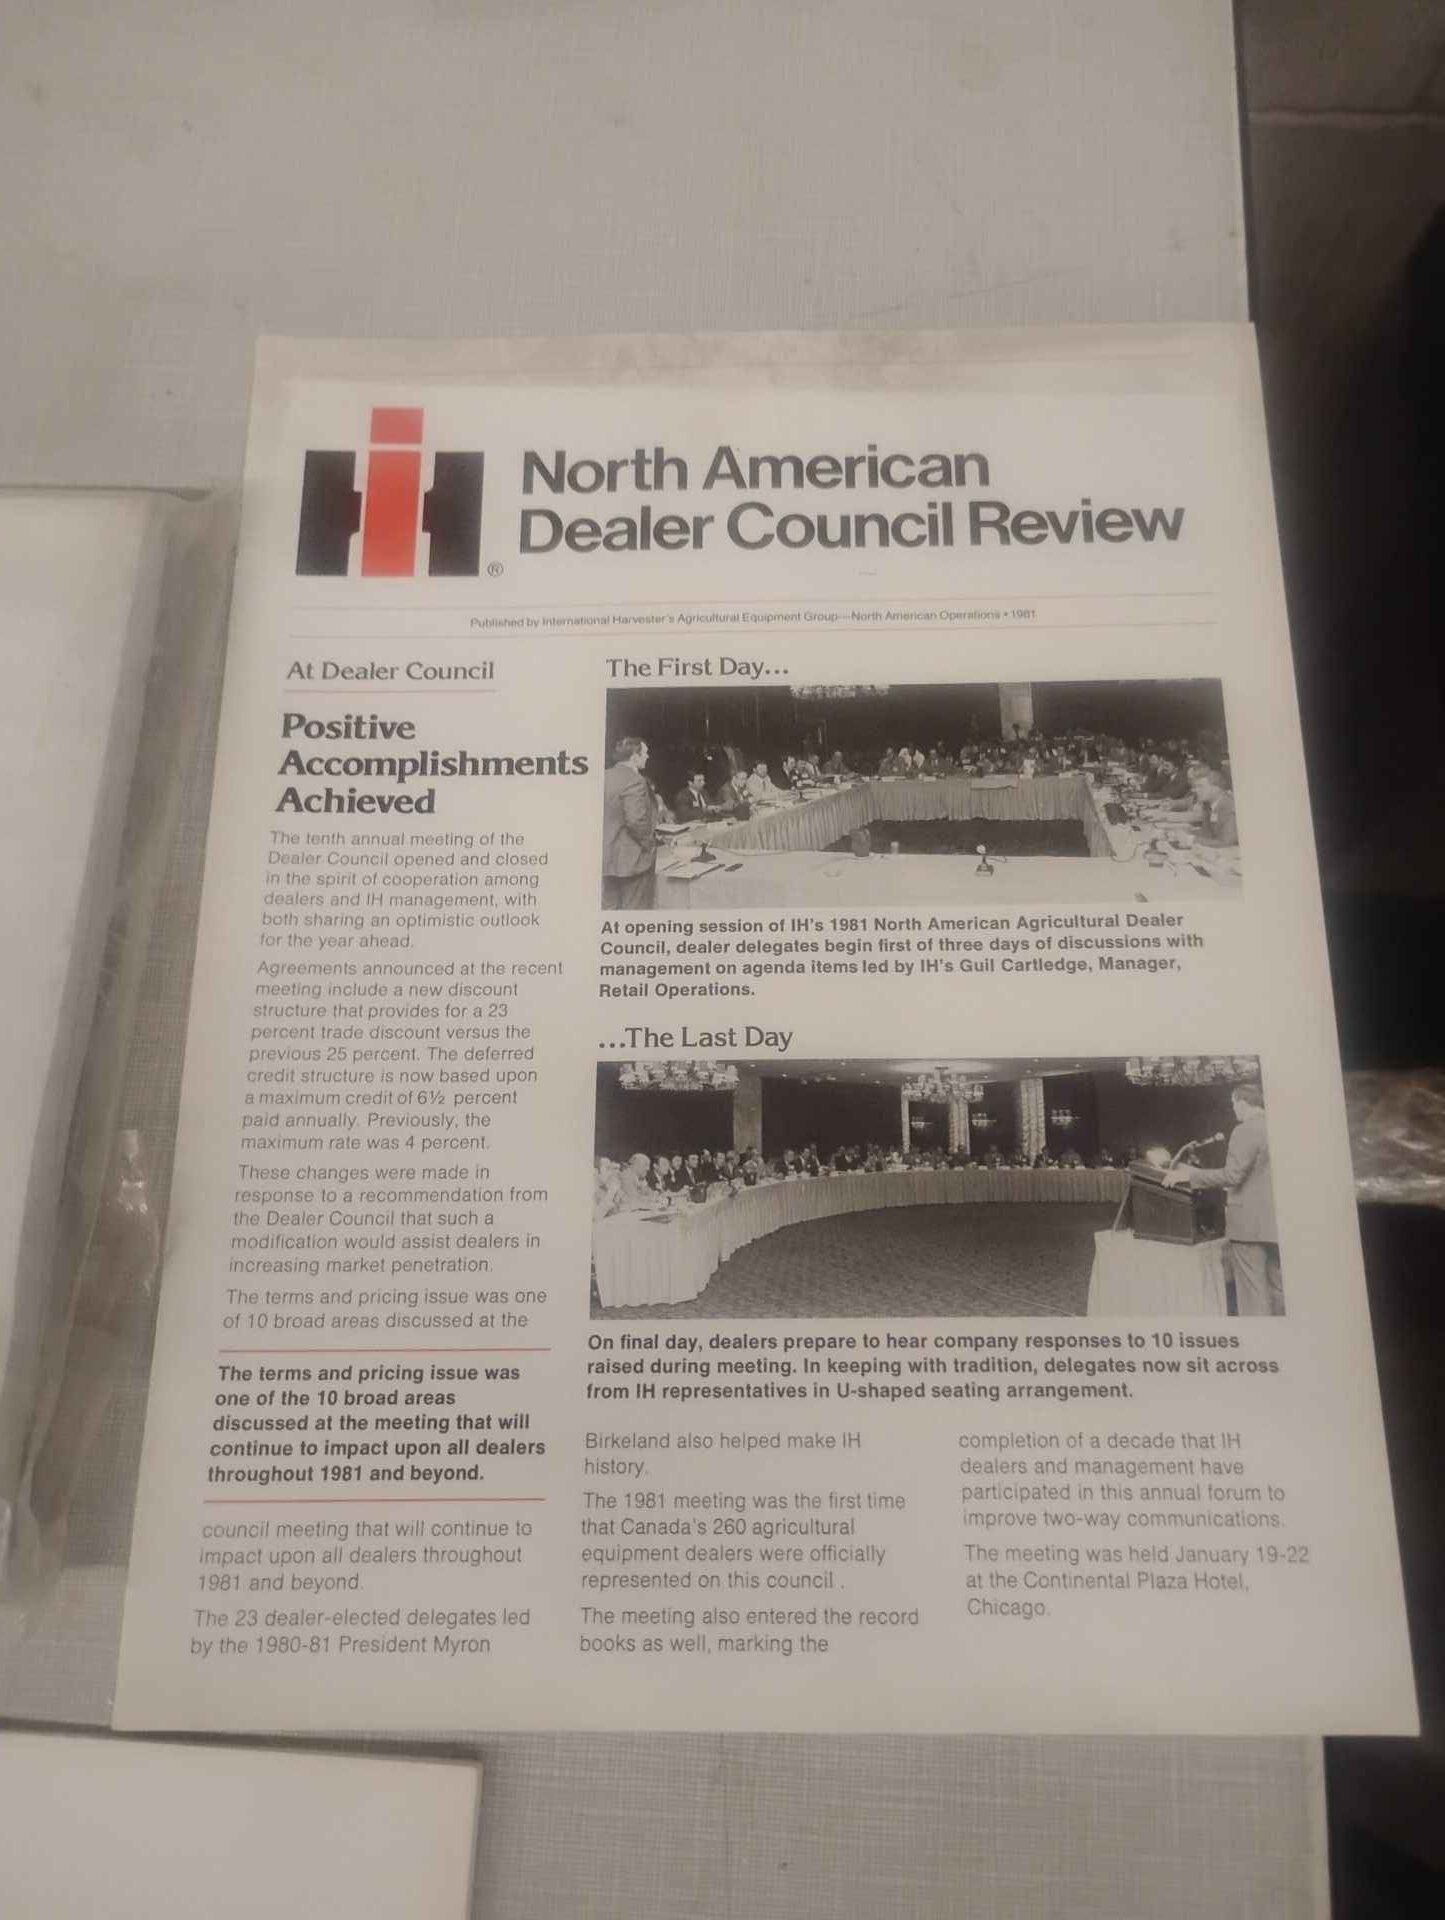 IH®
North American
Dealer Council Review
Published by International Harvester's Agricultural Equipment Group—North American Operations • 1981
At Dealer Council
Positive
Accomplishments
Achieved
The tenth annual meeting of the
Dealer Council opened and closed
in the spirit of cooperation among
dealers and IH management, with
both sharing an optimistic outlook
for the year ahead.
Agreements announced at the recent
meeting include a new discount
structure that provides for a 23
percent trade discount versus the
previous 25 percent. The deferred
credit structure is now based upon
a maximum credit of 6½ percent
paid annually. Previously, the
maximum rate was 4 percent.
These changes were made in
response to a recommendation from
the Dealer Council that such a
modification would assist dealers in
increasing market penetration.
The terms and pricing issue was one
of 10 broad areas discussed at the
The terms and pricing issue was
one of the 10 broad areas
discussed at the meeting that will
continue to impact upon all dealers
throughout 1981 and beyond.
council meeting that will continue to
impact upon all dealers throughout
1981 and beyond.
The 23 dealer-elected delegates led
by the 1980-81 President Myron
The First Day...
At opening session of IH's 1981 North American Agricultural Dealer
Council, dealer delegates begin first of three days of discussions with
management on agenda items led by IH's Guil Cartledge, Manager,
Retail Operations.
...The Last Day
On final day, dealers prepare to hear company responses to 10 issues
raised during meeting. In keeping with tradition, delegates now sit across
from IH representatives in U-shaped seating arrangement.
Birkeland also helped make IH
history.
The 1981 meeting was the first time
that Canada's 260 agricultural
equipment dealers were officially
represented on this council .
The meeting also entered the record
books as well, marking the
completion of a decade that IH
dealers and management have
participated in this annual forum to
improve two-way communications.
The meeting was held January 19-22
at the Continental Plaza Hotel,
Chicago.